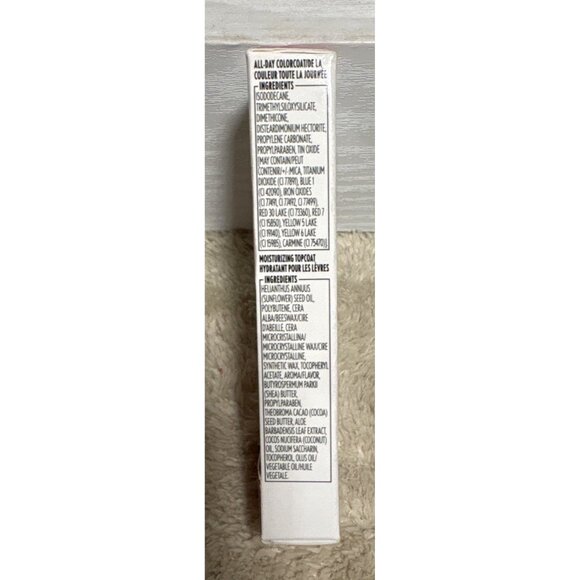 ALL-DAY COLORCOAT/DE LA
COULEUR TOUTE LA JOURNÉE
INGREDIENTS
ISODODECANE,
TRIMETHYLSILOXYSILICATE,
DIMETHICONE,
DISTEARDIMONIUM HECTORITE,
PROPYLENE CARBONATE,
PROPYLPARABEN, TIN OXIDE
[MAY CONTAIN/PEUT
CONTENIR/+/-MICA, TITANIUM
DIOXIDE (CI 77891), BLUE 1
(CI 42090), IRON OXIDES
(CI 77491, CI 77492, CI 77499),
RED 30 LAKE (CI 73360), RED 7
(CI 15850), YELLOW 5 LAKE
(CI 19140), YELLOW 6 LAKE
(CI 15985), CARMINE (CI 75470)].
MOISTURIZING TOPCOAT
HYDRATANT POUR LES LÈVRES
INGREDIENTS
HELIANTHUS ANNUUS
(SUNFLOWER) SEED OIL,
POLYBUTENE, CERA
ALBA/BEESWAX/CIRE
D'ABEILLE, CERA
MICROCRISTALLINA/
MICROCRYSTALLINE WAX/CIRE
MICROCRYSTALLINE,
SYNTHETIC WAX, TOCOPHERYL
ACETATE, AROMA/FLAVOR,
BUTYROSPERMUM PARKII
(SHEA) BUTTER,
PROPYLPARABEN,
THEOBROMA CACAO (COCOA)
SEED BUTTER, ALOE
BARBADENSIS LEAF EXTRACT,
COCOS NUCIFERA (COCONUT)
OIL, SODIUM SACCHARIN,
TOCOPHEROL, OLUS OIL/
VEGETABLE OIL/HUILE
VEGETALE.